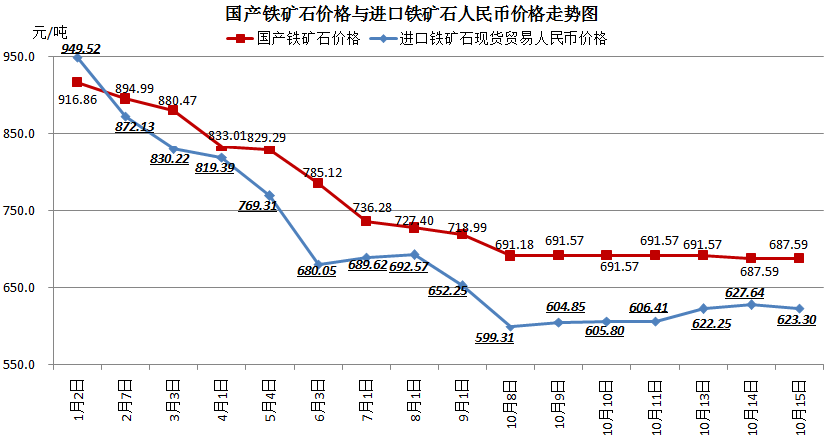 国产铁矿石价格与进口铁矿石人民币价格走势图
元/吨
国产铁矿石价格 进口铁矿石现货贸易人民币价格
950.0
850.0
750.0
650.0
550.0
916.86 894.99 880.47 833.01 829.29 785.12 736.28 727.40 718.99 691.18 691.57 691.57 691.57 691.57 687.59 687.59
949.52 872.13 830.22 819.39 769.31 680.05 689.62 692.57 652.25 599.31 604.85 605.80 606.41 622.25 627.64 623.30
1月2日
2月7日
3月3日
4月1日
5月4日
6月3日
7月1日
8月1日
9月1日
10月8日
10月9日
10月10日
10月11日
10月13日
10月14日
10月15日